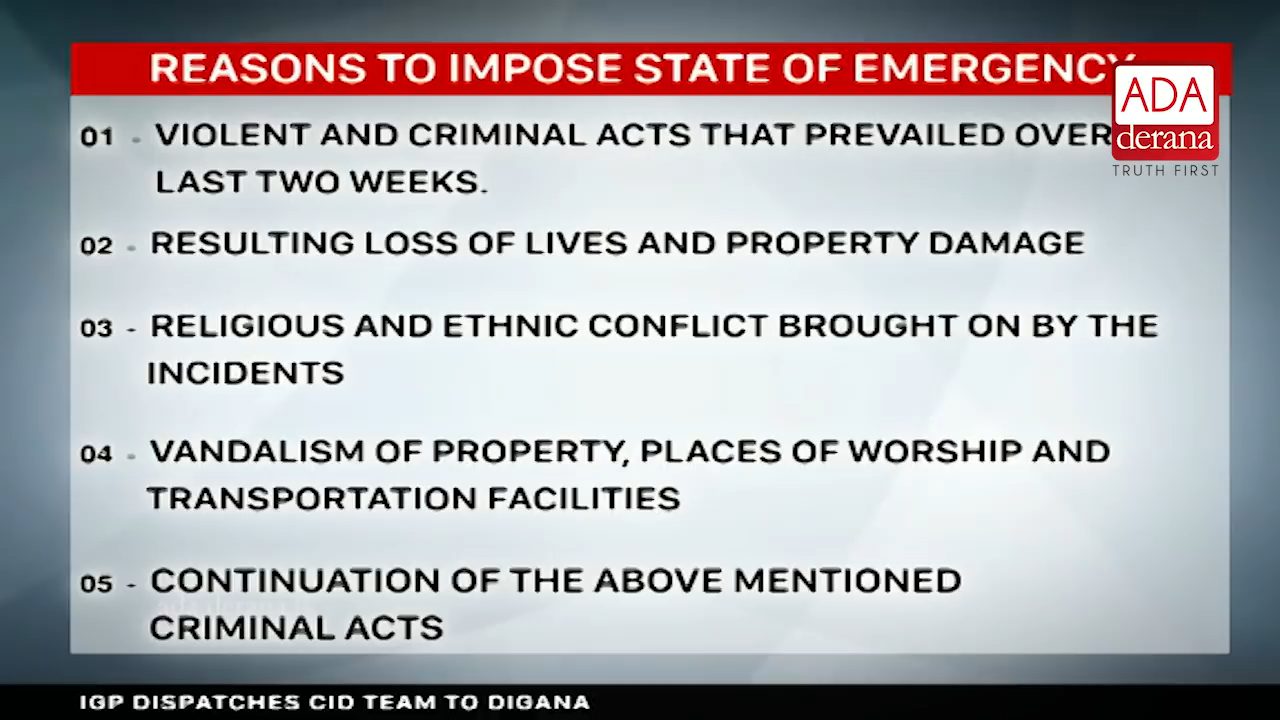 REASONS TO IMPOSE STATE OF EMERGENCY
ADA
derana
TRUTH FIRST
01 - VIOLENT AND CRIMINAL ACTS THAT PREVAILED OVER
LAST TWO WEEKS.
02 - RESULTING LOSS OF LIVES AND PROPERTY DAMAGE
03 - RELIGIOUS AND ETHNIC CONFLICT BROUGHT ON BY THE
INCIDENTS
04 - VANDALISM OF PROPERTY, PLACES OF WORSHIP AND
TRANSPORTATION FACILITIES
05 - CONTINUATION OF THE ABOVE MENTIONED
CRIMINAL ACTS
IGP DISPATCHES CID TEAM TO DIGANA